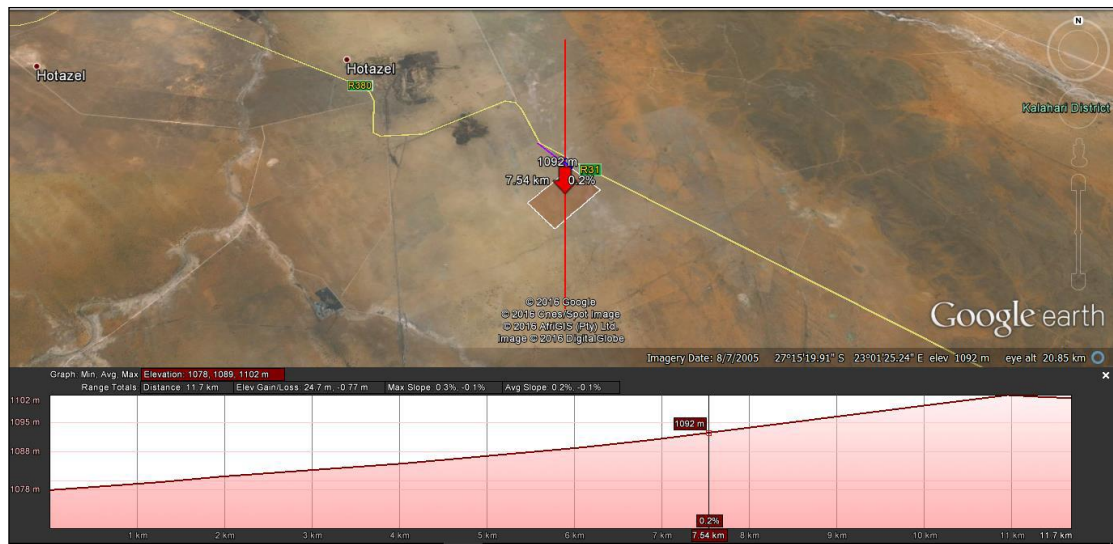 N
Hotazel
Hotazel
R380
Kalahari District
1092 m
R31
7.54 km 0.2%
© 2016 Google
© 2016 Cnes/Spot Image
© 2016 AfriGIS (Pty) Ltd.
Image © 2016 DigitalGlobe
Google earth
Imagery Date: 8/7/2005 27°15'19.91" S 23°01'25.24" E elev 1092 m eye alt 20.85 km
Graph: Min, Avg, Max Elevation: 1078, 1089, 1102 m
Range Totals: Distance: 11.7 km Elev Gain/Loss: 24.7 m, -0.77 m Max Slope: 0.3%, -0.1% Avg Slope: 0.2%, -0.1%
1102 m
1095 m
1092 m
1088 m
1078 m
0.2%
1 km 2 km 3 km 4 km 5 km 6 km 7 km 7.54 km 8 km 9 km 10 km 11 km 11.7 km